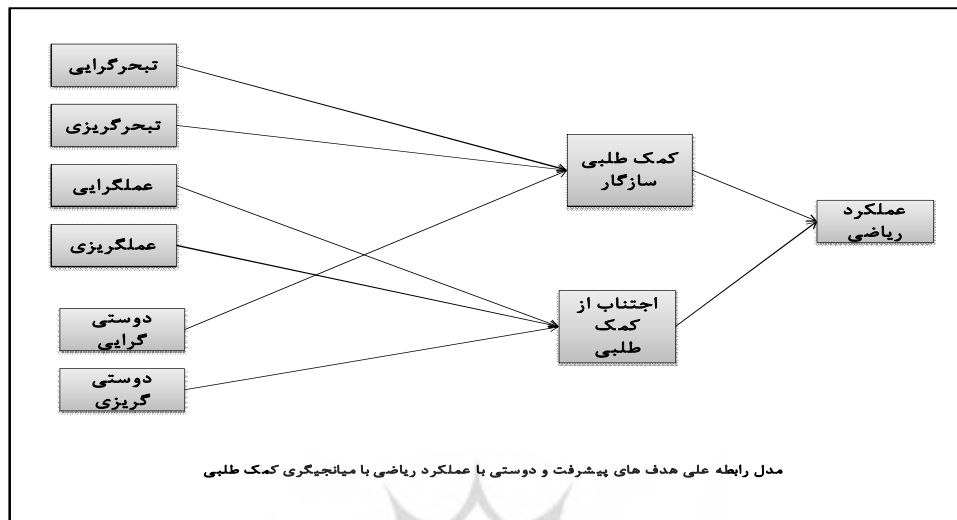 تبحرگرایی
تبحرگریزی
عملگرایی
عملگریزی
دوستی
گرایی
دوستی
گریزی
کمک طلبی
سازگار
اجتناب از
کمک
طلبی
عملکرد
ریاضی
مدل رابطه علی هدف های پیشرفت و دوستی با عملکرد ریاضی با میانجیگری کمک طلبی